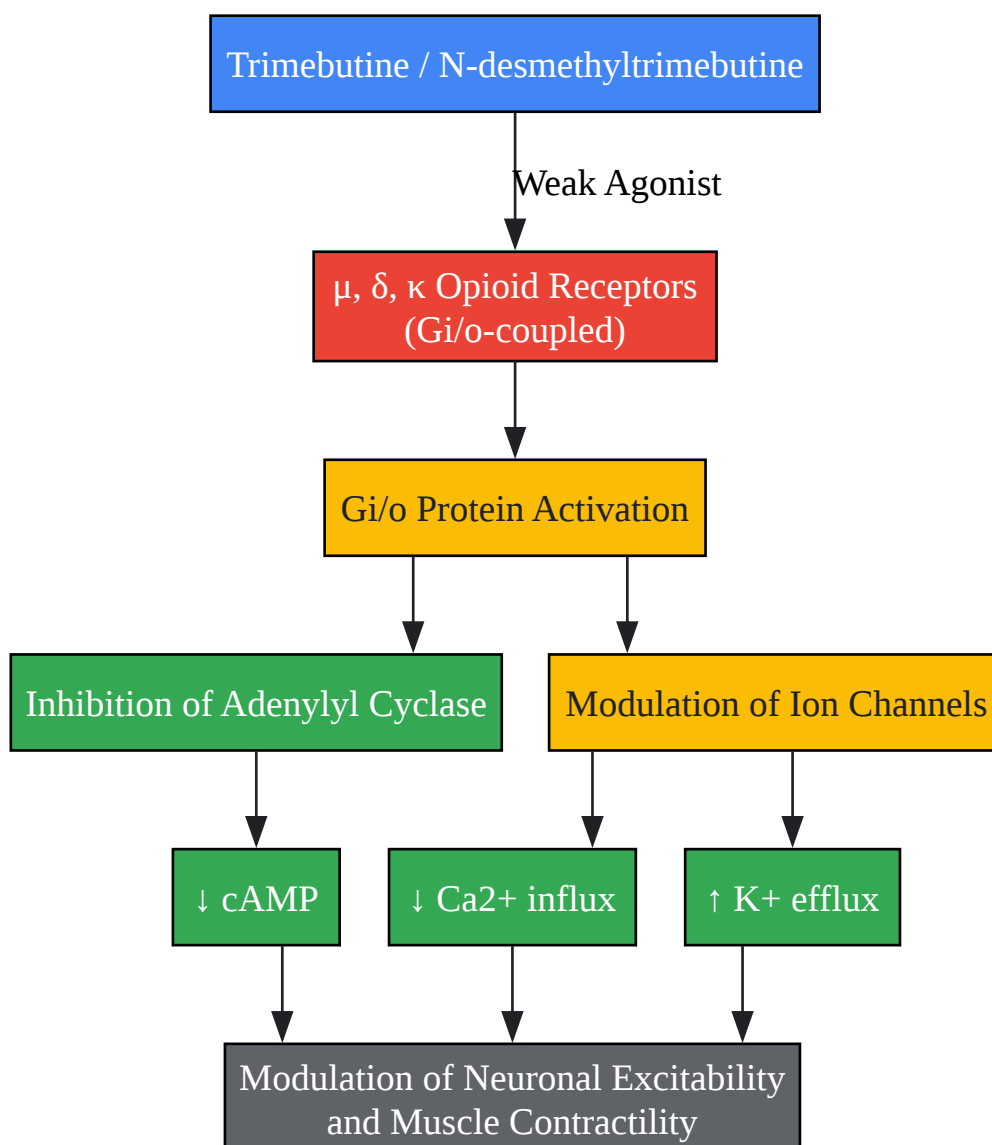 Trimebutine / N-desmethyltrimebutine
Weak Agonist
μ, δ, κ Opioid Receptors
(Gi/o-coupled)
Gi/o Protein Activation
Inhibition of Adenylyl Cyclase
Modulation of Ion Channels
↓ cAMP
↓ Ca2+ influx
↑ K+ efflux
Modulation of Neuronal Excitability
and Muscle Contractility